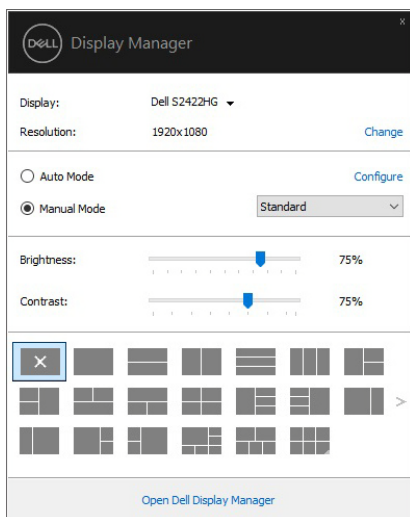 x
DELL Display Manager
Display: Dell S2422HG
Resolution: 1920x1080 Change
Auto Mode Configure
Manual Mode Standard
Brightness: 75%
Contrast: 75%
>
Open Dell Display Manager